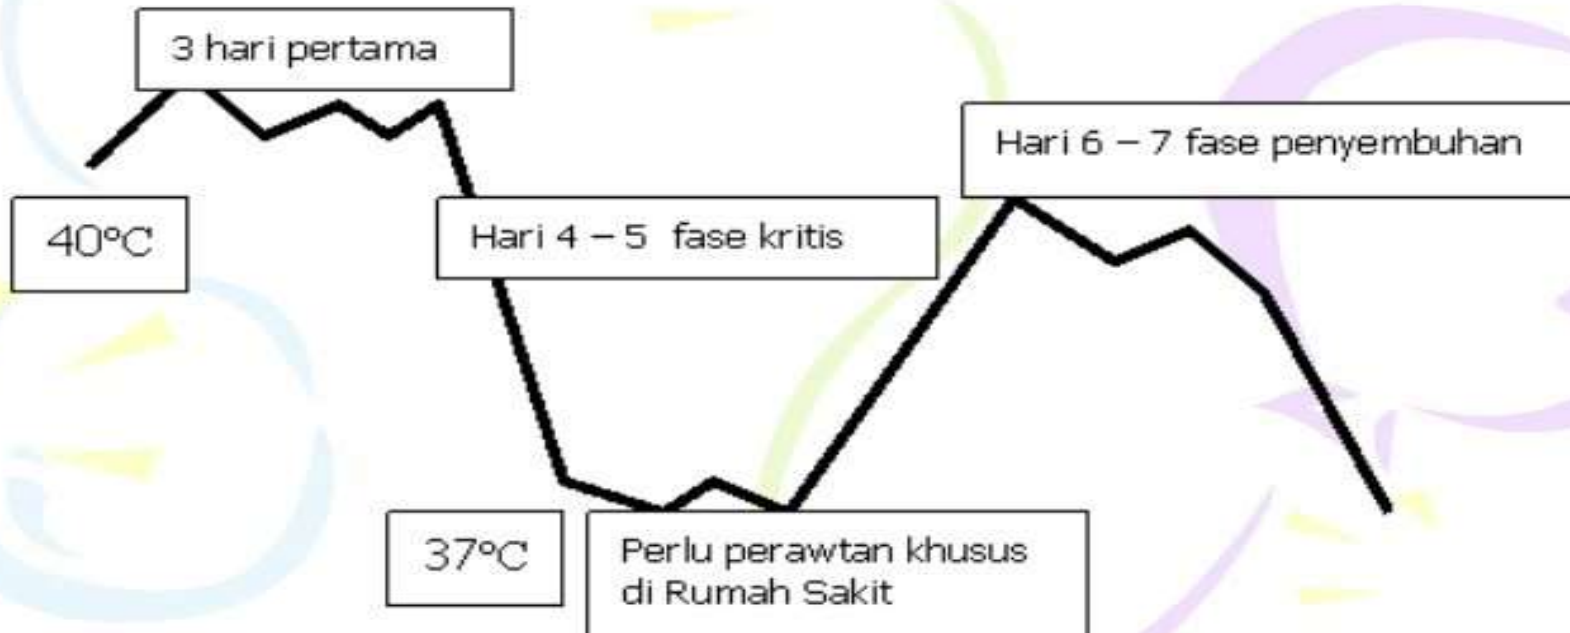 3 hari pertama
Hari 6 – 7 fase penyembuhan
40°C
Hari 4 – 5 fase kritis
37°C
Perlu perawtan khusus
di Rumah Sakit